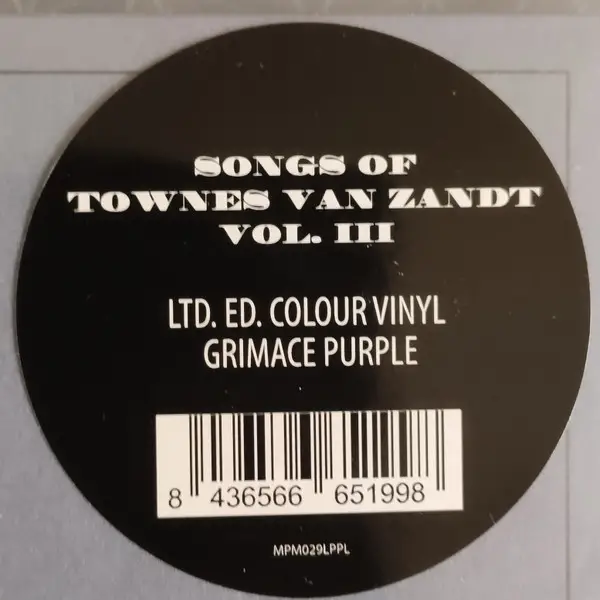 SONGS OF
TOWNES VAN ZANDT
VOL. III
LTD. ED. COLOUR VINYL
GRIMACE PURPLE
8 436566 651998
MPM029LPPL